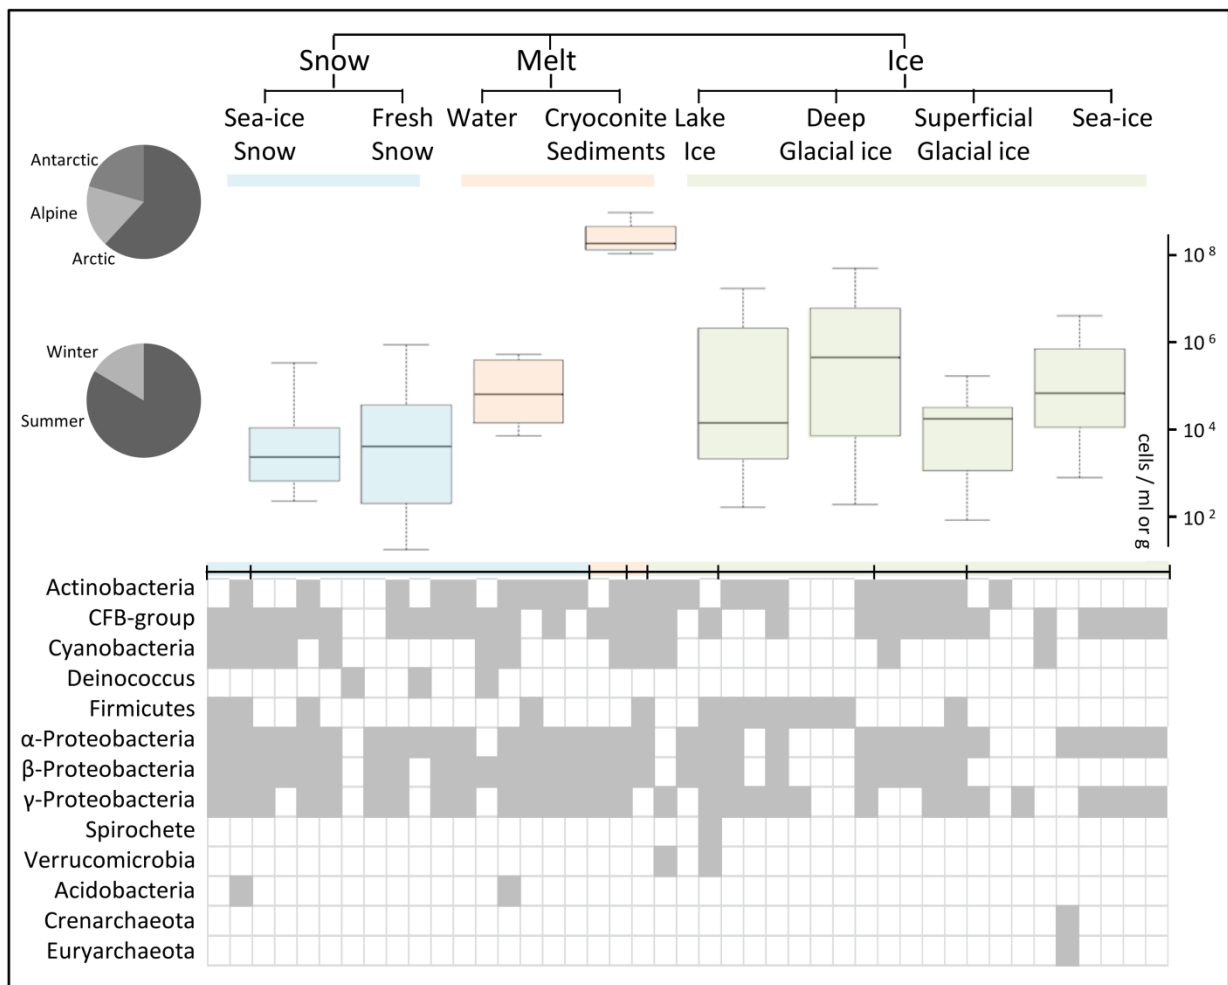 Snow Melt Ice
Sea-ice Snow
Fresh Snow
Water
Cryoconite Sediments
Lake Ice
Deep Glacial ice
Superficial Glacial ice
Sea-ice
Antarctic
Alpine
Arctic
Winter
Summer
10 8
10 6
10 4
10 2
cells / ml or g
Actinobacteria
CFB-group
Cyanobacteria
Deinococcus
Firmicutes
α-Proteobacteria
β-Proteobacteria
γ-Proteobacteria
Spirochete
Verrucomicrobia
Acidobacteria
Crenarchaeota
Euryarchaeota